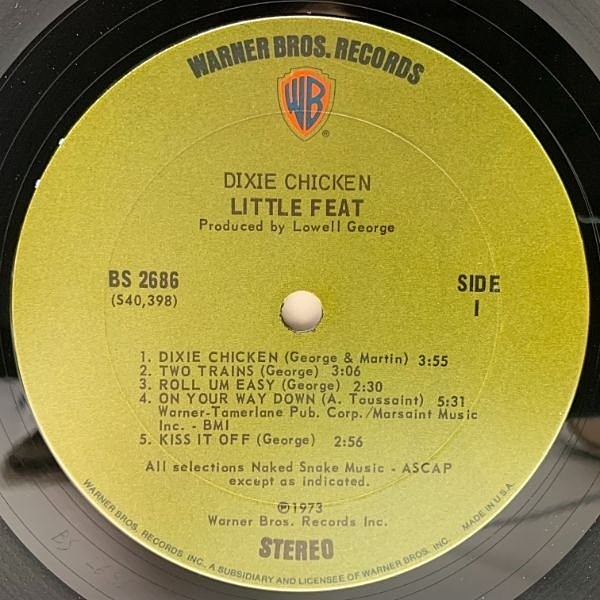 WARNER BROS. RECORDS
WB
®
DIXIE CHICKEN
LITTLE FEAT
Produced by Lowell George
BS 2686
(S40,398)
SIDE
1
1. DIXIE CHICKEN (George & Martin) 3:55
2. TWO TRAINS (George) 3:06
3. ROLL UM EASY (George) 2:30
4. ON YOUR WAY DOWN (A. Toussaint) 5:31
Warner-Tamerlane Pub. Corp./Marsaint Music
Inc. - BMI
5. KISS IT OFF (George) 2:56
All selections Naked Snake Music - ASCAP
except as indicated.
℗1973
Warner Bros. Records Inc.
STEREO
WARNER BROS. RECORDS INC. A SUBSIDIARY AND LICENSEE OF WARNER BROS. INC. MADE IN U.S.A.